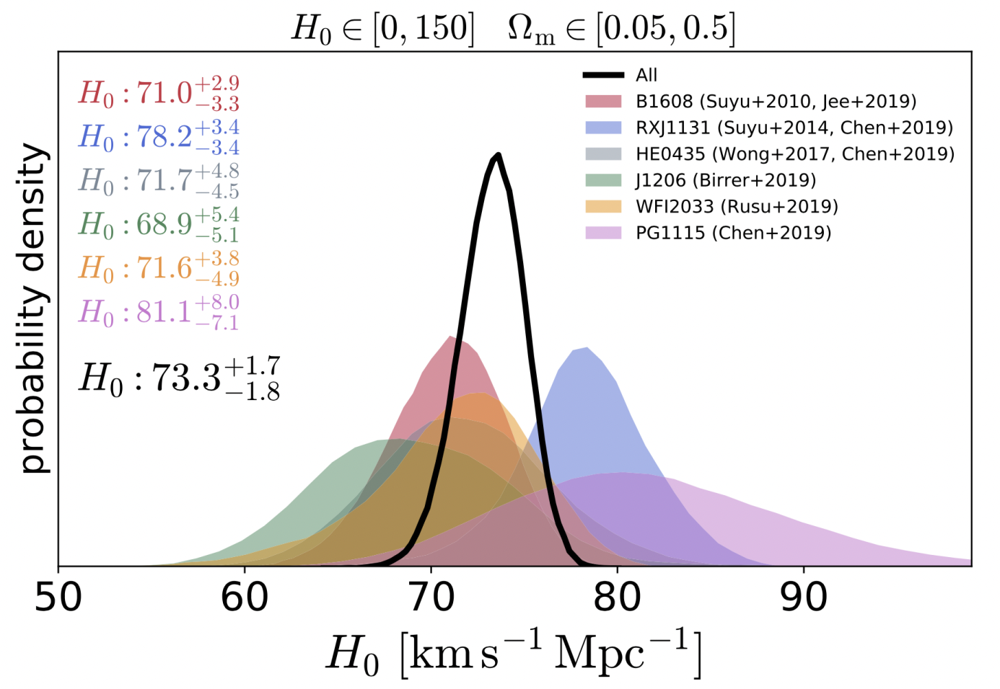 H₀ ∈ [0, 150] Ωₘ ∈ [0.05, 0.5]
H₀ : 71.0 +2.9 −3.3
H₀ : 78.2 +3.4 −3.4
H₀ : 71.7 +4.8 −4.5
H₀ : 68.9 +5.4 −5.1
H₀ : 71.6 +3.8 −4.9
H₀ : 81.1 +8.0 −7.1
H₀ : 73.3 +1.7 −1.8
All
B1608 (Suyu+2010, Jee+2019)
RXJ1131 (Suyu+2014, Chen+2019)
HE0435 (Wong+2017, Chen+2019)
J1206 (Birrer+2019)
WFI2033 (Rusu+2019)
PG1115 (Chen+2019)
probability density
50 60 70 80 90
H₀ [km s⁻¹ Mpc⁻¹]